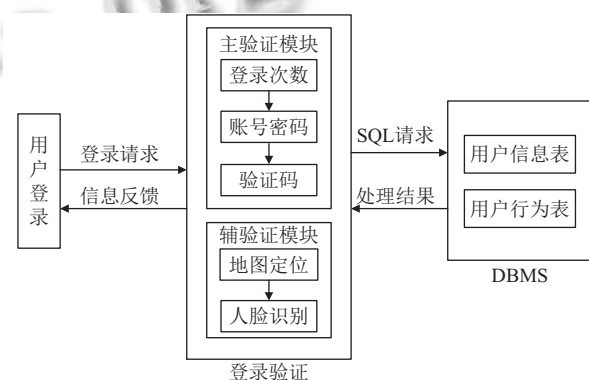 用户登录
登录请求
信息反馈
主验证模块
登录次数
账号密码
验证码
辅验证模块
地图定位
人脸识别
登录验证
SQL请求
处理结果
用户信息表
用户行为表
DBMS